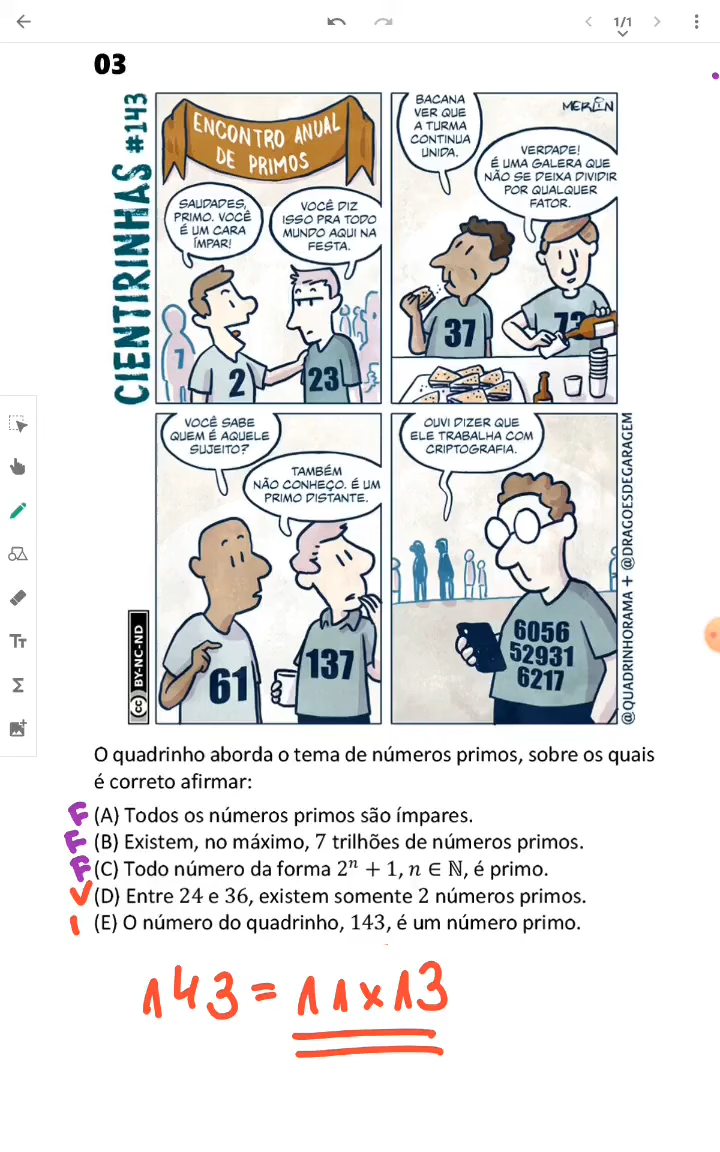 1/1
03
CIENTIRINHAS #143
ENCONTRO ANUAL
DE PRIMOS
SAUDADES,
PRIMO. VOCÊ
É UM CARA
ÍMPAR!
VOCÊ DIZ
ISSO PRA TODO
MUNDO AQUI NA
FESTA.
7
2
23
BACANA
VER QUE
A TURMA
CONTINUA
UNIDA.
MERLIN
VERDADE!
É UMA GALERA QUE
NÃO SE DEIXA DIVIDIR
POR QUALQUER
FATOR.
37
VOCÊ SABE
QUEM É AQUELE
SUJEITO?
TAMBÉM
NÃO CONHEÇO. É UM
PRIMO DISTANTE.
61
137
OUVI DIZER QUE
ELE TRABALHA COM
CRIPTOGRAFIA.
6056
52931
6217
cc BY-NC-ND
@QUADRINHORAMA + @DRAGOESDEGARAGEM
Tт
Σ
O quadrinho aborda o tema de números primos, sobre os quais
é correto afirmar:
F (A) Todos os números primos são ímpares.
F (B) Existem, no máximo, 7 trilhões de números primos.
F (C) Todo número da forma 2ⁿ + 1, n ∈ ℕ, é primo.
V (D) Entre 24 e 36, existem somente 2 números primos.
(E) O número do quadrinho, 143, é um número primo.
143 = 11 x 13